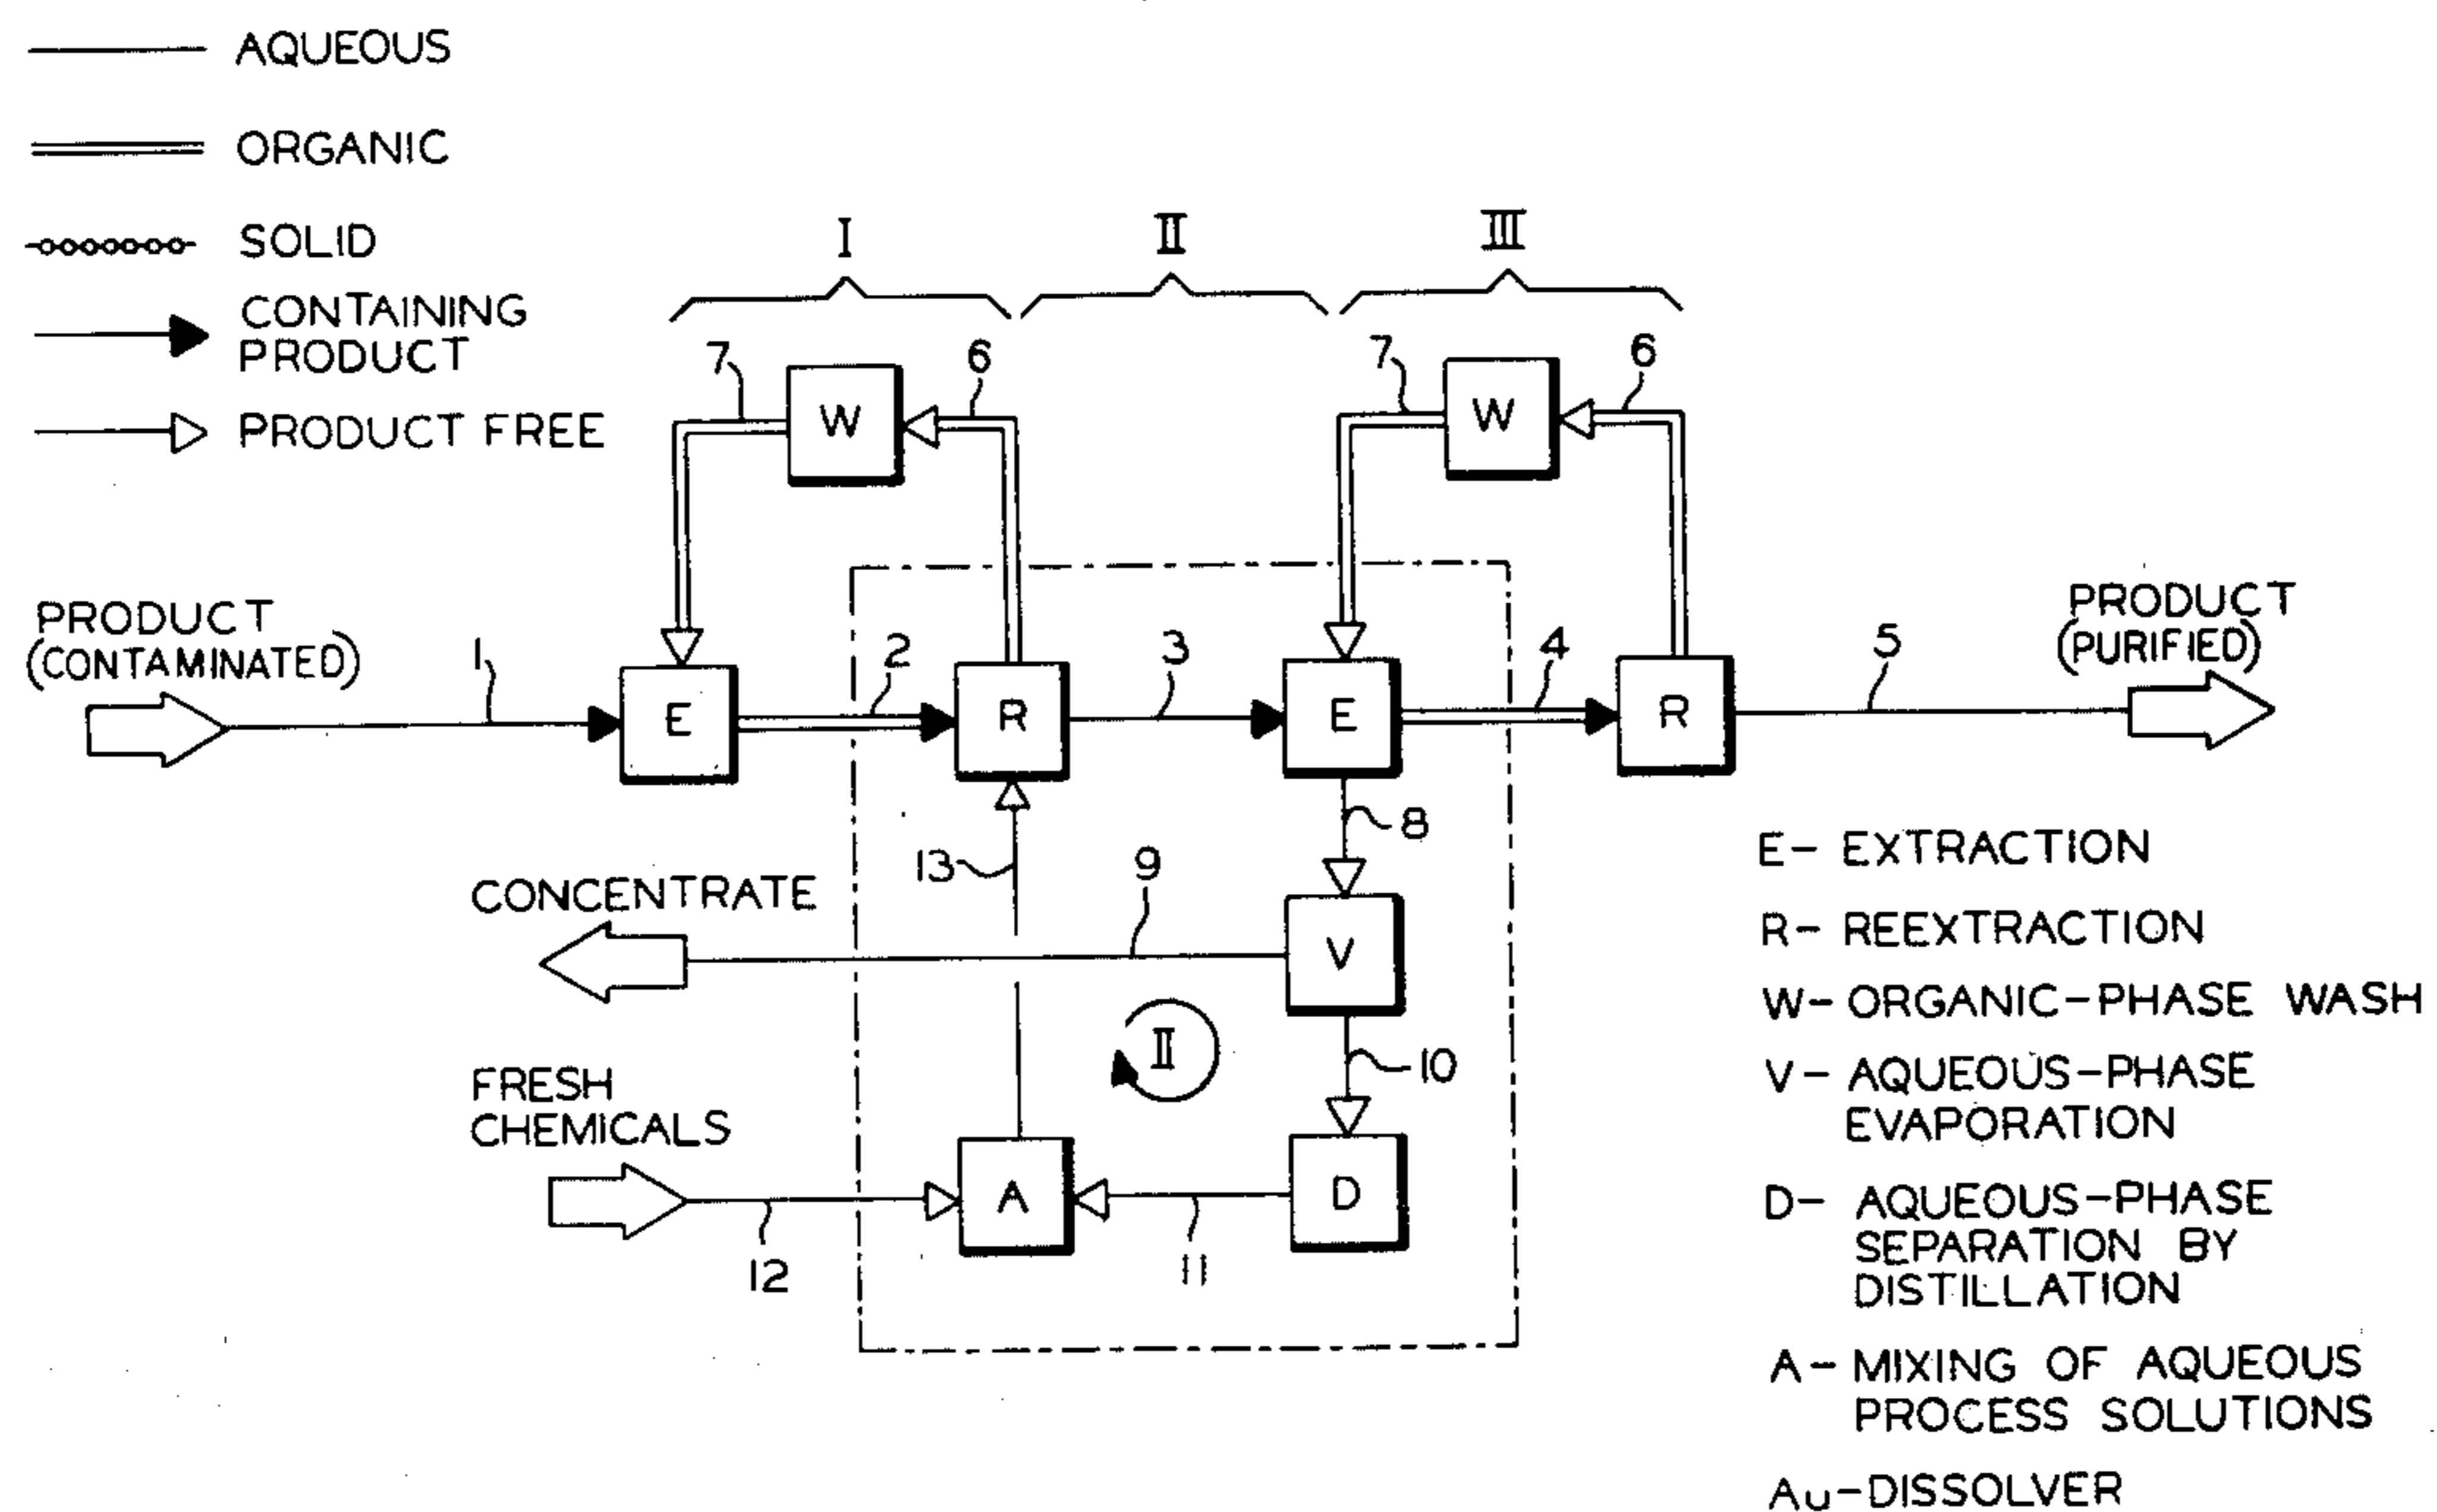 AQUEOUS
ORGANIC
SOLID
CONTAINING
PRODUCT
PRODUCT FREE
I
II
III
7
W
6
7
W
6
PRODUCT
(CONTAMINATED)
1
E
2
R
3
E
4
R
5
PRODUCT
(PURIFIED)
8
13
CONCENTRATE
9
V
II
10
FRESH
CHEMICALS
12
A
11
D
E- EXTRACTION
R- REEXTRACTION
W- ORGANIC-PHASE WASH
V- AQUEOUS-PHASE
EVAPORATION
D- AQUEOUS-PHASE
SEPARATION BY
DISTILLATION
A- MIXING OF AQUEOUS
PROCESS SOLUTIONS
Au-DISSOLVER